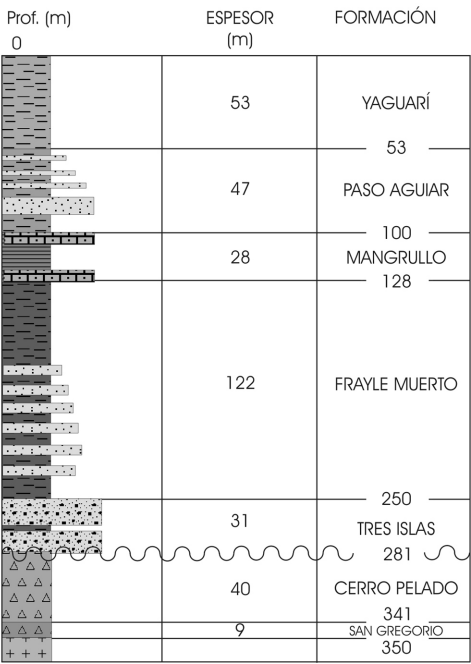 Prof. (m) ESPESOR FORMACIÓN
0 (m)
53 YAGUARÍ
53
47 PASO AGUIAR
100
28 MANGRULLO
128
122 FRAYLE MUERTO
250
31 TRES ISLAS
281
40 CERRO PELADO
341
9 SAN GREGORIO
350